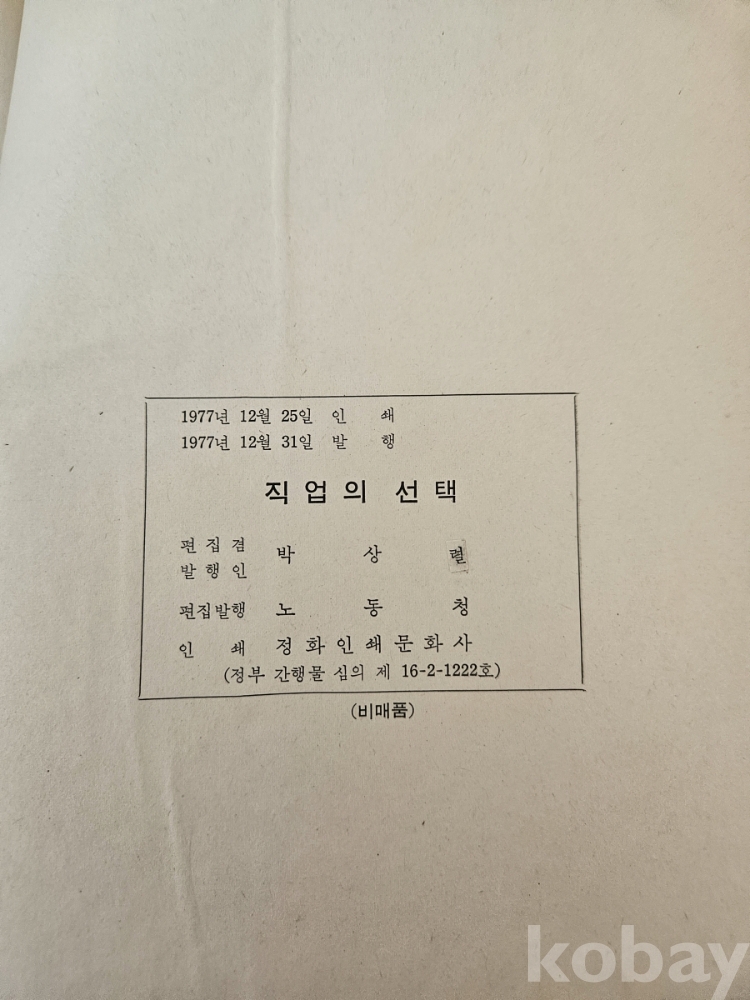 1977년 12월 25일 인 쇄
1977년 12월 31일 발 행
직업의 선택
편집겸
발행인 박 상 렬
편집발행 노 동 청
인 쇄 정화인쇄문화사
(정부 간행물 심의 제 16-2-1222호)
(비매품)
kobay